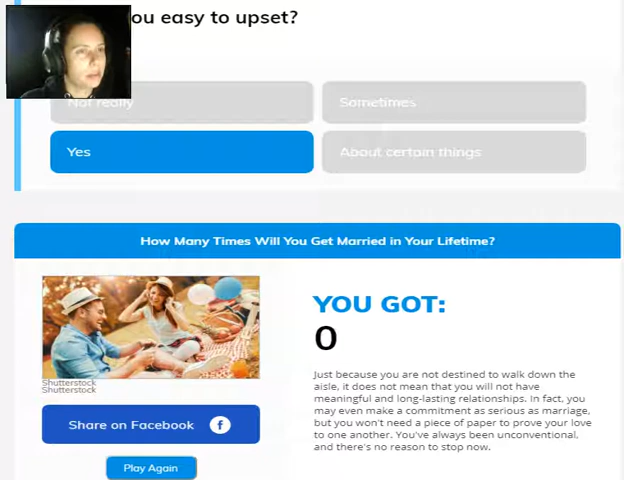 ou easy to upset?
Not really
Sometimes
Yes
About certain things
How Many Times Will You Get Married in Your Lifetime?
YOU GOT:
0
Shutterstock
Shutterstock
Just because you are not destined to walk down the
aisle, it does not mean that you will not have
meaningful and long-lasting relationships. In fact, you
may even make a commitment as serious as marriage,
but you won't need a piece of paper to prove your love
to one another. You've always been unconventional,
and there's no reason to stop now.
Share on Facebook f
Play Again